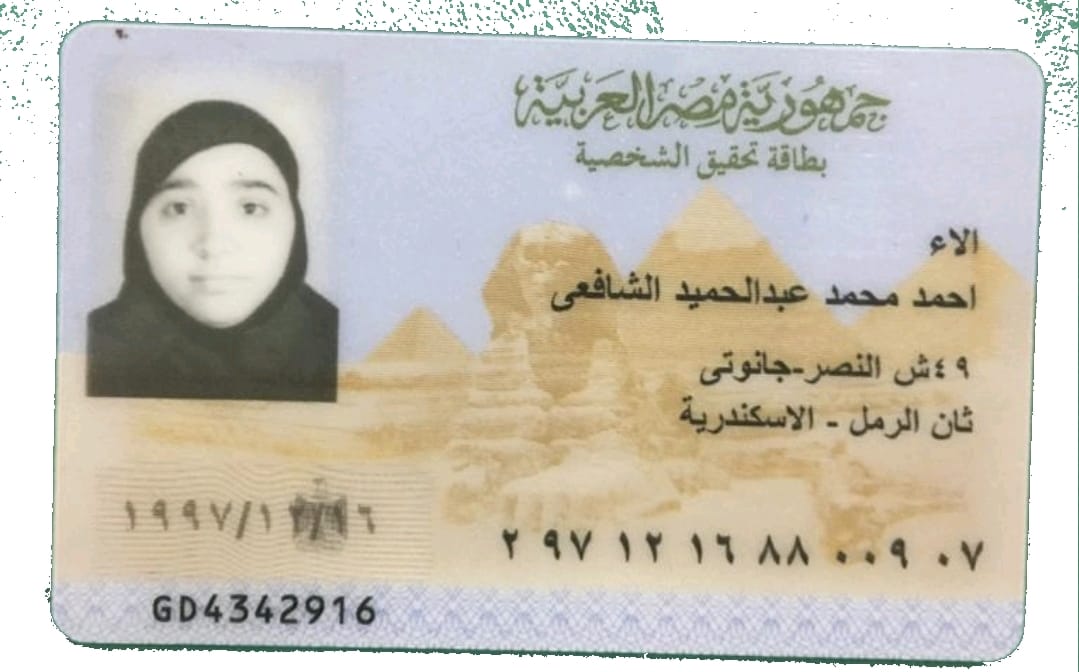 جمهورية مصر العربية
بطاقة تحقيق الشخصية
الاء
احمد محمد عبدالحميد الشافعى
٤٩ش النصر-جانوتى
ثان الرمل - الاسكندرية
١٩٩٧/١٢/١٦
٢ ٩٧ ١٢ ١٦ ٨٨ ٠٠٩ ٠٧
GD4342916